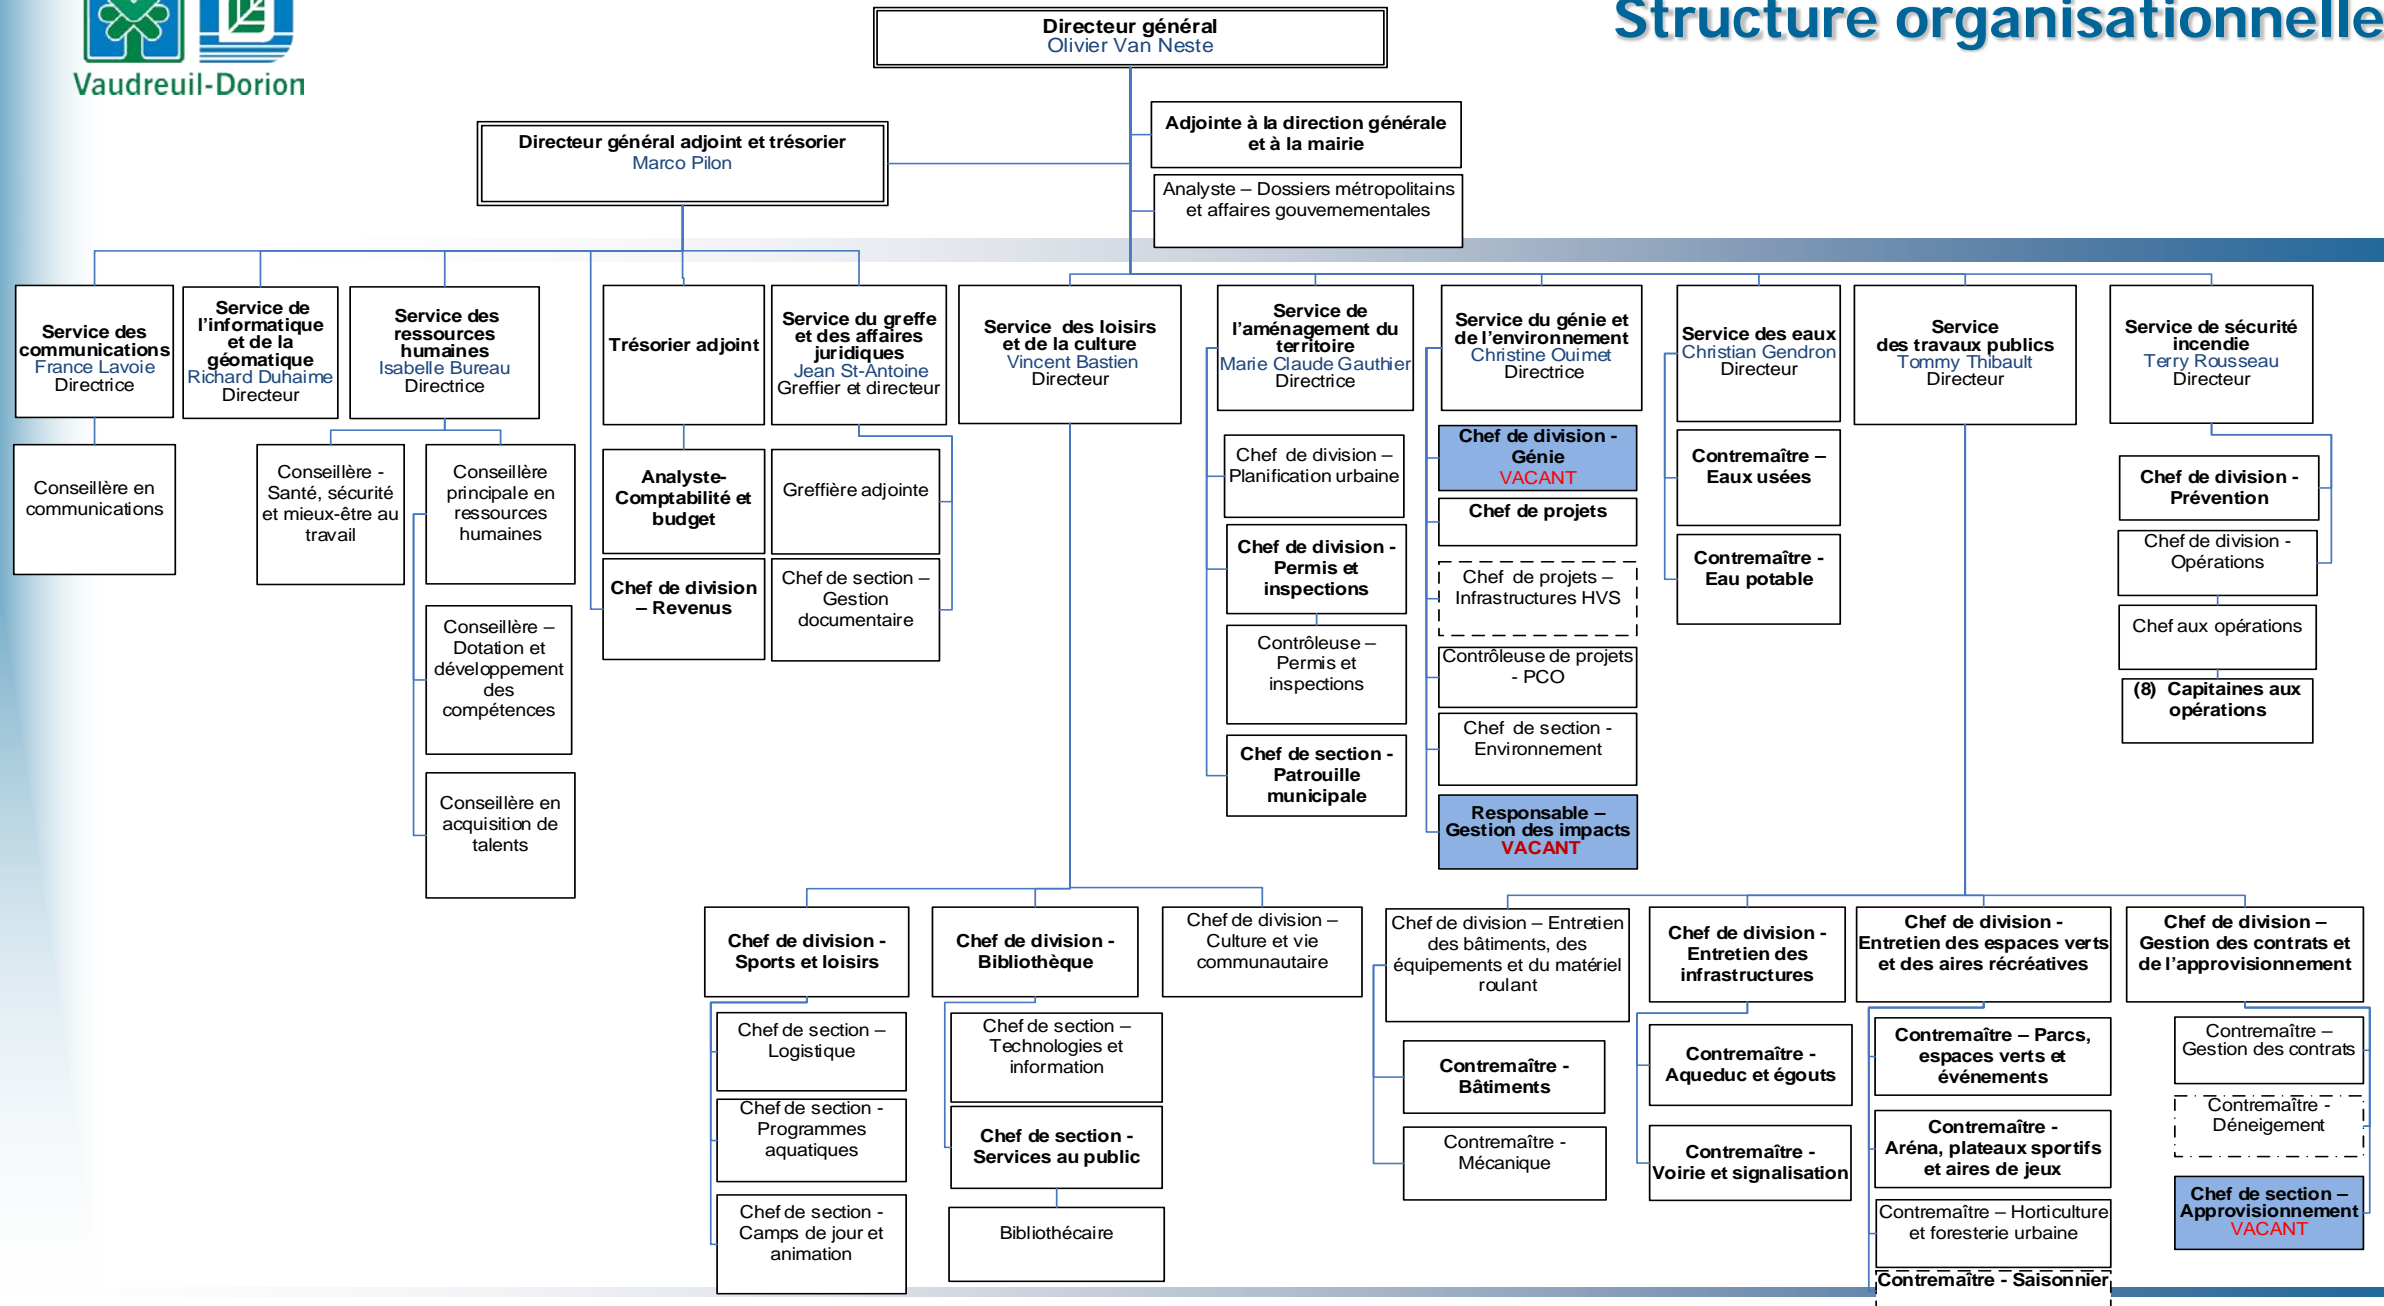 Structure organisationnelle
Vaudreuil-Dorion
Directeur général
Olivier Van Neste
Directeur général adjoint et trésorier
Marco Pilon
Adjointe à la direction générale
et à la mairie
Analyste – Dossiers métropolitains
et affaires gouvernementales
Service des
communications
France Lavoie
Directrice
Service de
l'informatique
et de la
géomatique
Richard Duhaime
Directeur
Service des
ressources
humaines
Isabelle Bureau
Directrice
Trésorier adjoint
Service du greffe
et des affaires
juridiques
Jean St-Antoine
Greffier et directeur
Service des loisirs
et de la culture
Vincent Bastien
Directeur
Service de
l'aménagement du
territoire
Marie Claude Gauthier
Directrice
Service du génie et
de l'environnement
Christine Ouimet
Directrice
Service des eaux
Christian Gendron
Directeur
Service
des travaux publics
Tommy Thibault
Directeur
Service de sécurité
incendie
Terry Rousseau
Directeur
Conseillère en
communications
Conseillère -
Santé, sécurité
et mieux-être au
travail
Conseillère
principale en
ressources
humaines
Conseillère –
Dotation et
développement
des
compétences
Conseillère en
acquisition de
talents
Analyste-
Comptabilité et
budget
Chef de division
– Revenus
Greffière adjointe
Chef de section –
Gestion
documentaire
Chef de division –
Planification urbaine
Chef de division -
Permis et
inspections
Contrôleuse –
Permis et
inspections
Chef de section -
Patrouille
municipale
Chef de division -
Génie
VACANT
Chef de projets
Chef de projets –
Infrastructures HVS
Contrôleuse de projets
- PCO
Chef de section -
Environnement
Responsable –
Gestion des impacts
VACANT
Contremaître –
Eaux usées
Contremaître -
Eau potable
Chef de division -
Prévention
Chef de division -
Opérations
Chef aux opérations
(8) Capitaines aux
opérations
Chef de division -
Sports et loisirs
Chef de section –
Logistique
Chef de section -
Programmes
aquatiques
Chef de section -
Camps de jour et
animation
Chef de division -
Bibliothèque
Chef de section –
Technologies et
information
Chef de section -
Services au public
Bibliothécaire
Chef de division –
Culture et vie
communautaire
Chef de division – Entretien
des bâtiments, des
équipements et du matériel
roulant
Contremaître -
Bâtiments
Contremaître -
Mécanique
Chef de division -
Entretien des
infrastructures
Contremaître -
Aqueduc et égouts
Contremaître -
Voirie et signalisation
Chef de division -
Entretien des espaces verts
et des aires récréatives
Contremaître – Parcs,
espaces verts et
événements
Contremaître -
Aréna, plateaux sportifs
et aires de jeux
Contremaître – Horticulture
et foresterie urbaine
Contremaître - Saisonnier
Chef de division –
Gestion des contrats et
de l'approvisionnement
Contremaître –
Gestion des contrats
Contremaître -
Déneigement
Chef de section –
Approvisionnement
VACANT